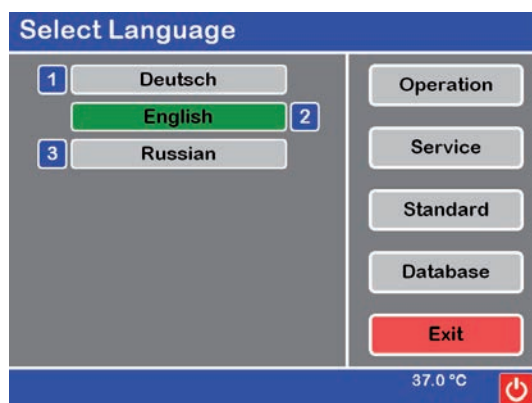 Select Language
1 Deutsch
English 2
3 Russian
Operation
Service
Standard
Database
Exit
37.0 °C